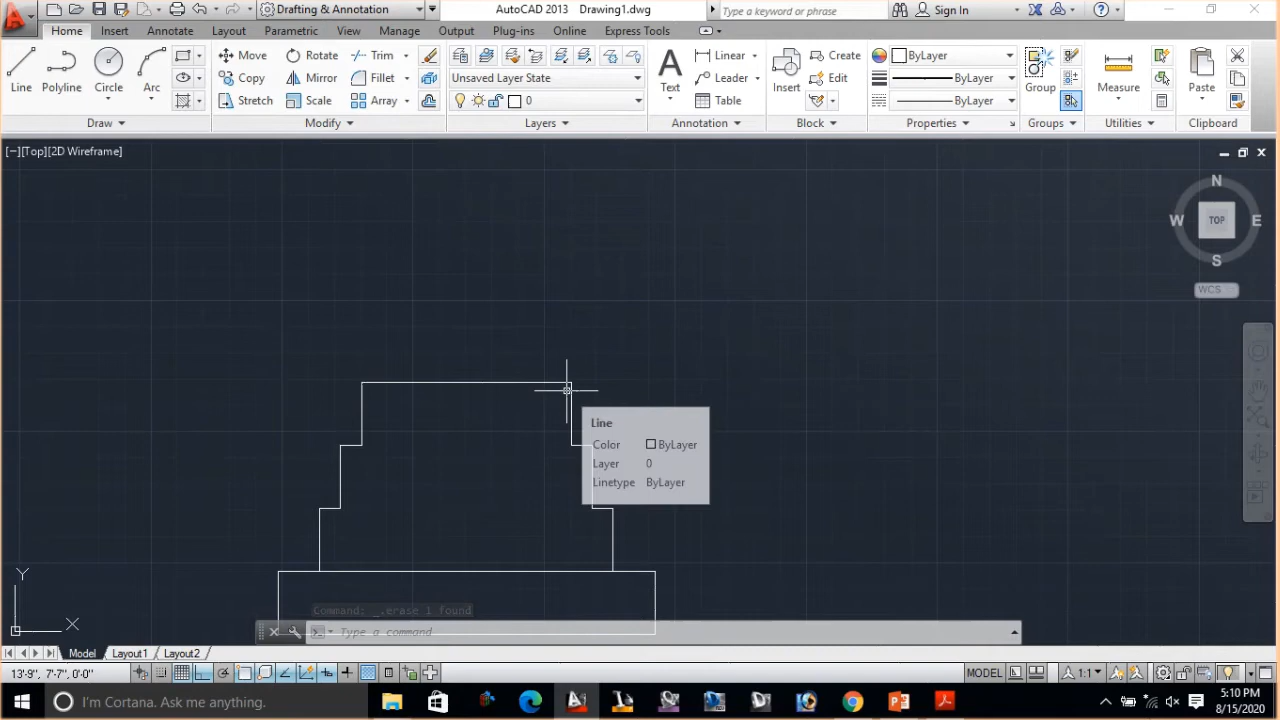 Drafting & Annotation
AutoCAD 2013 Drawing1.dwg
Type a keyword or phrase
Sign In
Home Insert Annotate Layout Parametric View Manage Output Plug-ins Online Express Tools
Line Polyline Circle Arc
Move Rotate Trim
Copy Mirror Fillet
Stretch Scale Array
Unsaved Layer State
0
Text
Linear
Leader
Table
Insert
Create
Edit
ByLayer
ByLayer
ByLayer
Group
Measure
Paste
Draw Modify Layers Annotation Block Properties Groups Utilities Clipboard
[−][Top][2D Wireframe]
N
W TOP E
S
WCS
Line
Color ByLayer
Layer 0
Linetype ByLayer
Y
X
Command: _.erase 1 found
Type a command
Model Layout1 Layout2
13'-9", 7'-7", 0'-0"
MODEL
1:1
I'm Cortana. Ask me anything.
5:10 PM
8/15/2020